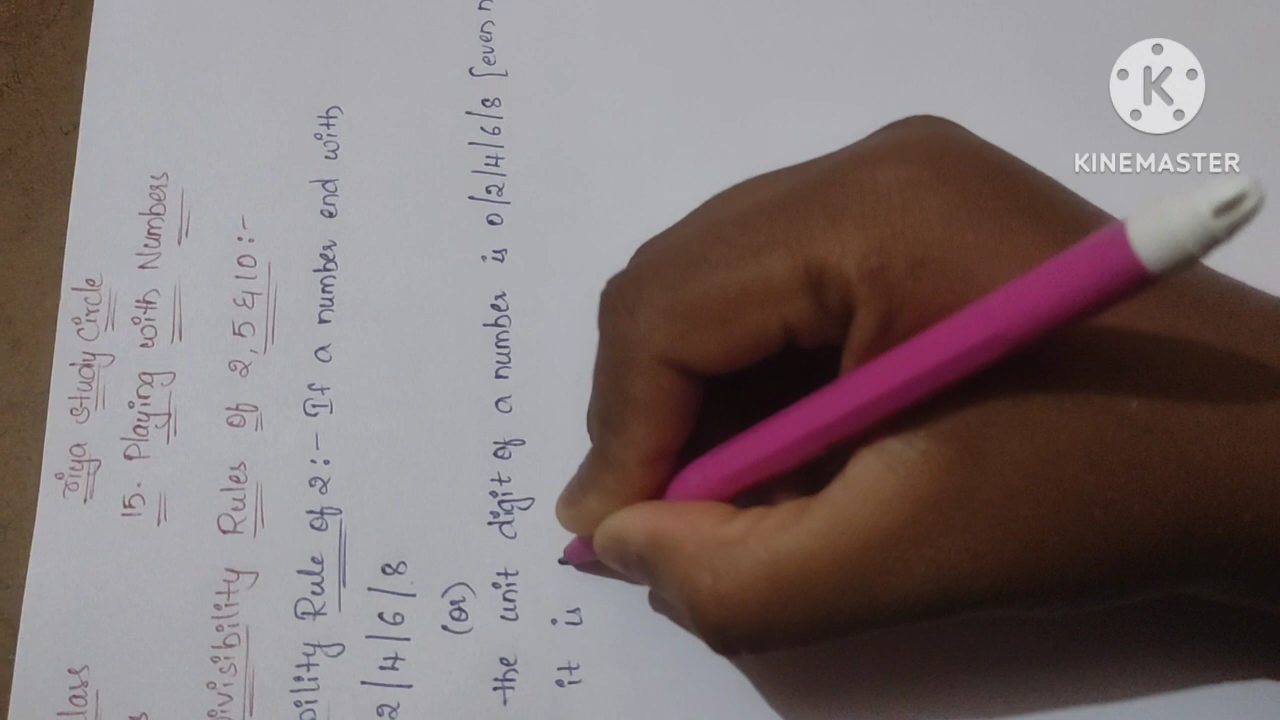 riya Study Circle
lass
15. Playing with Numbers
s
ivisibility Rules of 2, 5 & 10:-
bility Rule of 2:- If a number end with
2/4/6/8
(or)
the unit digit of a number is 0/2/4/6/8 [even n
it is
K
KINEMASTER